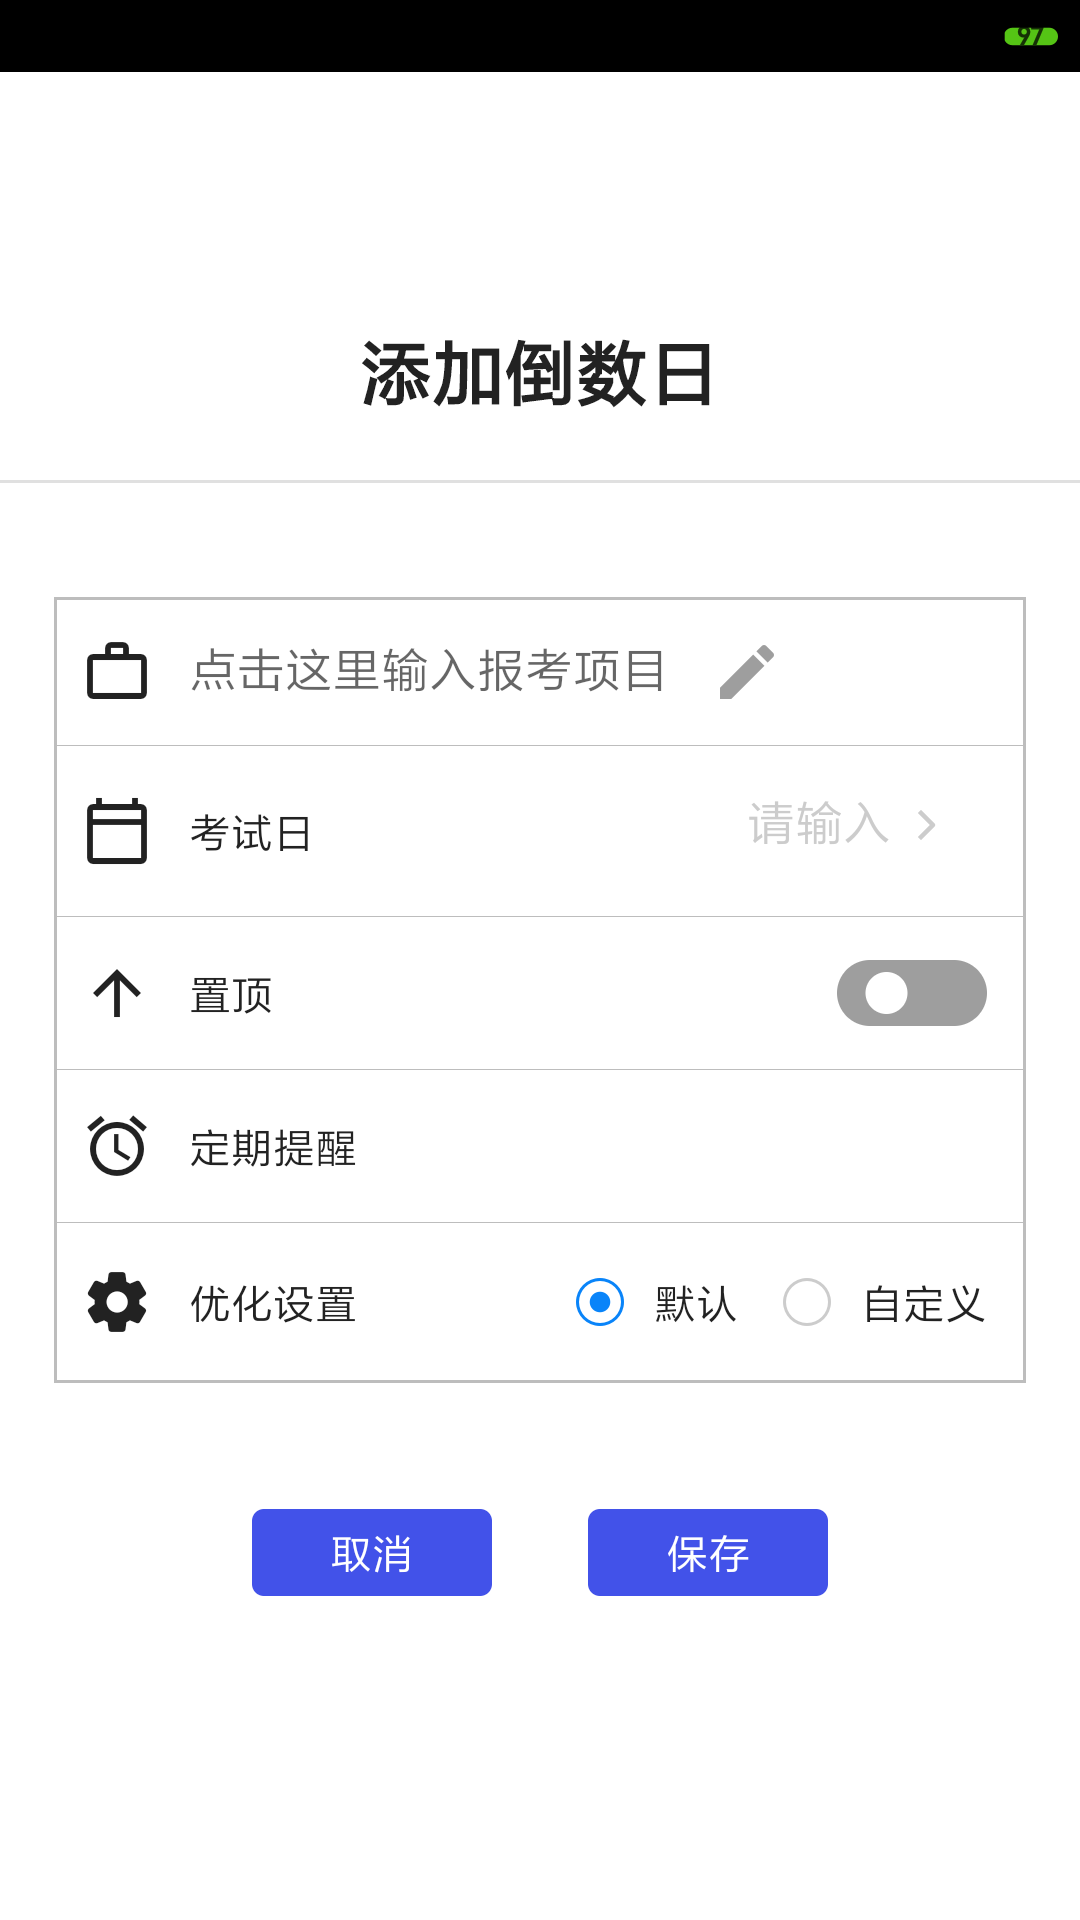 97
添加倒数日
点击这里输入报考项目
考试日 请输入
置顶
定期提醒
优化设置 默认 自定义
取消 保存